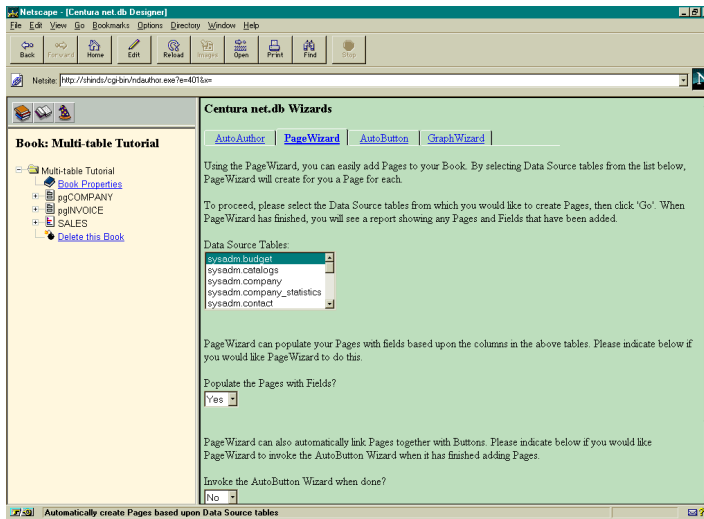 Netscape - [Centura net.db Designer]
File Edit View Go Bookmarks Options Directory Window Help
Back Forward Home Edit Reload Images Open Print Find Stop
Netsite: http://shinds/cgi-bin/ndauthor.exe?e=401&x=
N
Book: Multi-table Tutorial
Multi-table Tutorial
Book Properties
pgCOMPANY
pgINVOICE
SALES
Delete this Book
Centura net.db Wizards
AutoAuthor PageWizard AutoButton GraphWizard
Using the PageWizard, you can easily add Pages to your Book. By selecting Data Source tables from the list below,
PageWizard will create for you a Page for each.
To proceed, please select the Data Source tables from which you would like to create Pages, then click 'Go'. When
PageWizard has finished, you will see a report showing any Pages and Fields that have been added.
Data Source Tables:
sysadm.budget
sysadm.catalogs
sysadm.company
sysadm.company_statistics
sysadm.contact
PageWizard can populate your Pages with fields based upon the columns in the above tables. Please indicate below if
you would like PageWizard to do this.
Populate the Pages with Fields?
Yes
PageWizard can also automatically link Pages together with Buttons. Please indicate below if you would like
PageWizard to invoke the AutoButton Wizard when it has finished adding Pages.
Invoke the AutoButton Wizard when done?
No
Automatically create Pages based upon Data Source tables